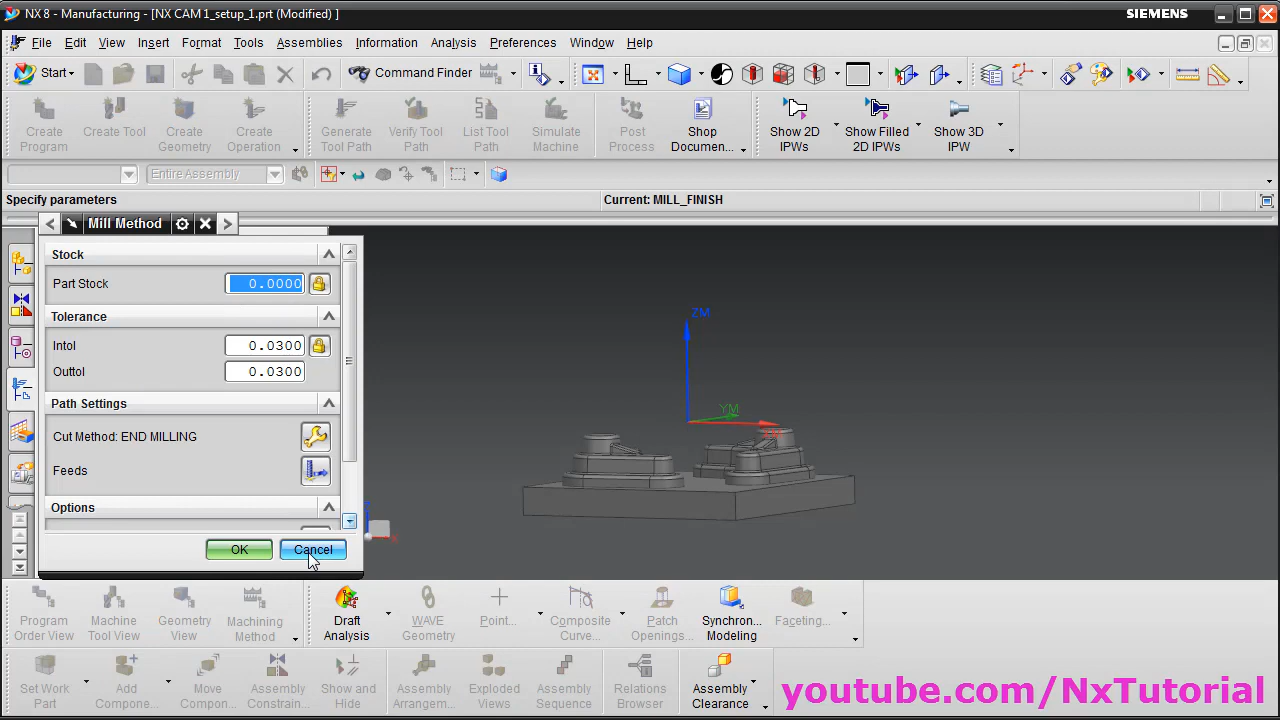 NX 8 - Manufacturing - [NX CAM 1_setup_1.prt (Modified) ]
SIEMENS
File Edit View Insert Format Tools Assemblies Information Analysis Preferences Window Help
Start
Command Finder
Create Program
Create Tool
Create Geometry
Create Operation
Generate Tool Path
Verify Tool Path
List Tool Path
Simulate Machine
Post Process
Shop Documen...
Show 2D IPWs
Show Filled 2D IPWs
Show 3D IPW
Entire Assembly
Specify parameters
Current: MILL_FINISH
Mill Method
Stock
Part Stock 0.0000
Tolerance
Intol 0.0300
Outtol 0.0300
Path Settings
Cut Method: END MILLING
Feeds
Options
OK
Cancel
ZM
YM
Program Order View
Machine Tool View
Geometry View
Machining Method
Draft Analysis
WAVE Geometry
Point...
Composite Curve...
Patch Openings...
Synchron... Modeling
Faceting...
Set Work Part
Add Compone...
Move Compon...
Assembly Constrain...
Show and Hide
Assembly Arrangem...
Exploded Views
Assembly Sequence
Relations Browser
Assembly Clearance
youtube.com/NxTutorial